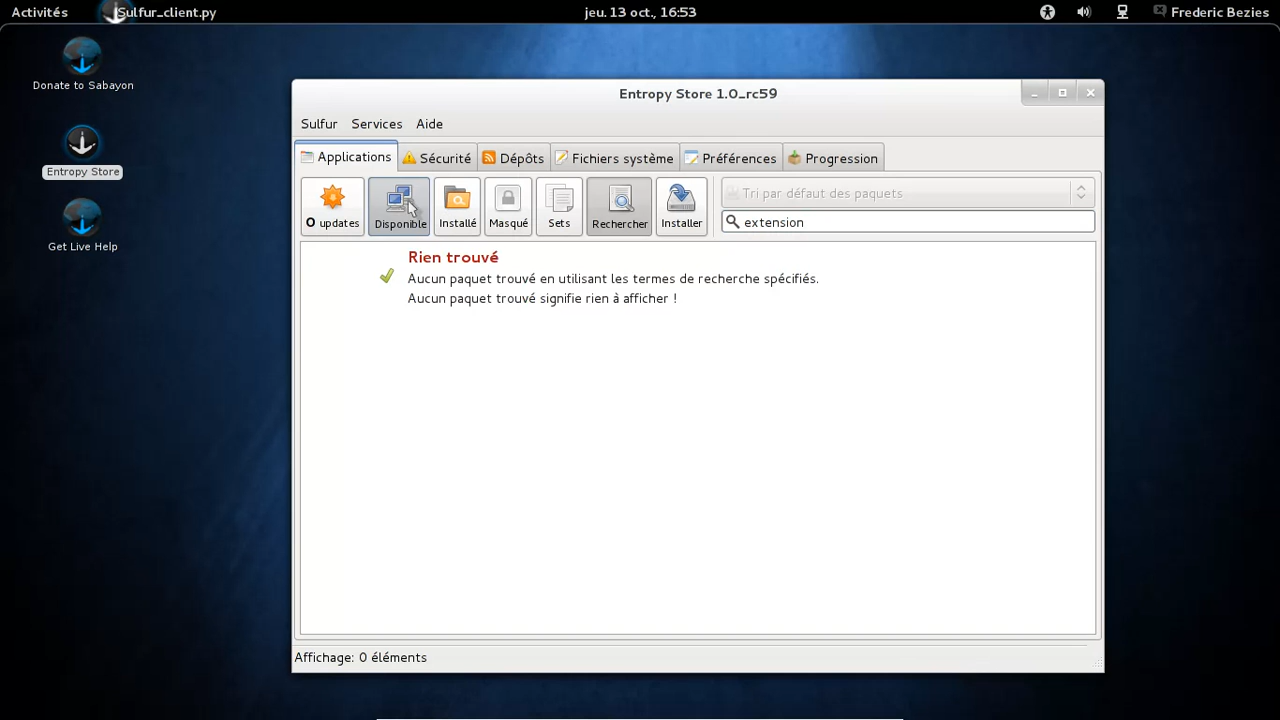 Activités Sulfur_client.py jeu. 13 oct., 16:53 Frederic Bezies
Donate to Sabayon
Entropy Store
Get Live Help
Entropy Store 1.0_rc59
Sulfur Services Aide
Applications Sécurité Dépôts Fichiers système Préférences Progression
Tri par défaut des paquets
0 updates Disponible Installé Masqué Sets Rechercher Installer extension
Rien trouvé
Aucun paquet trouvé en utilisant les termes de recherche spécifiés.
Aucun paquet trouvé signifie rien à afficher !
Affichage: 0 éléments